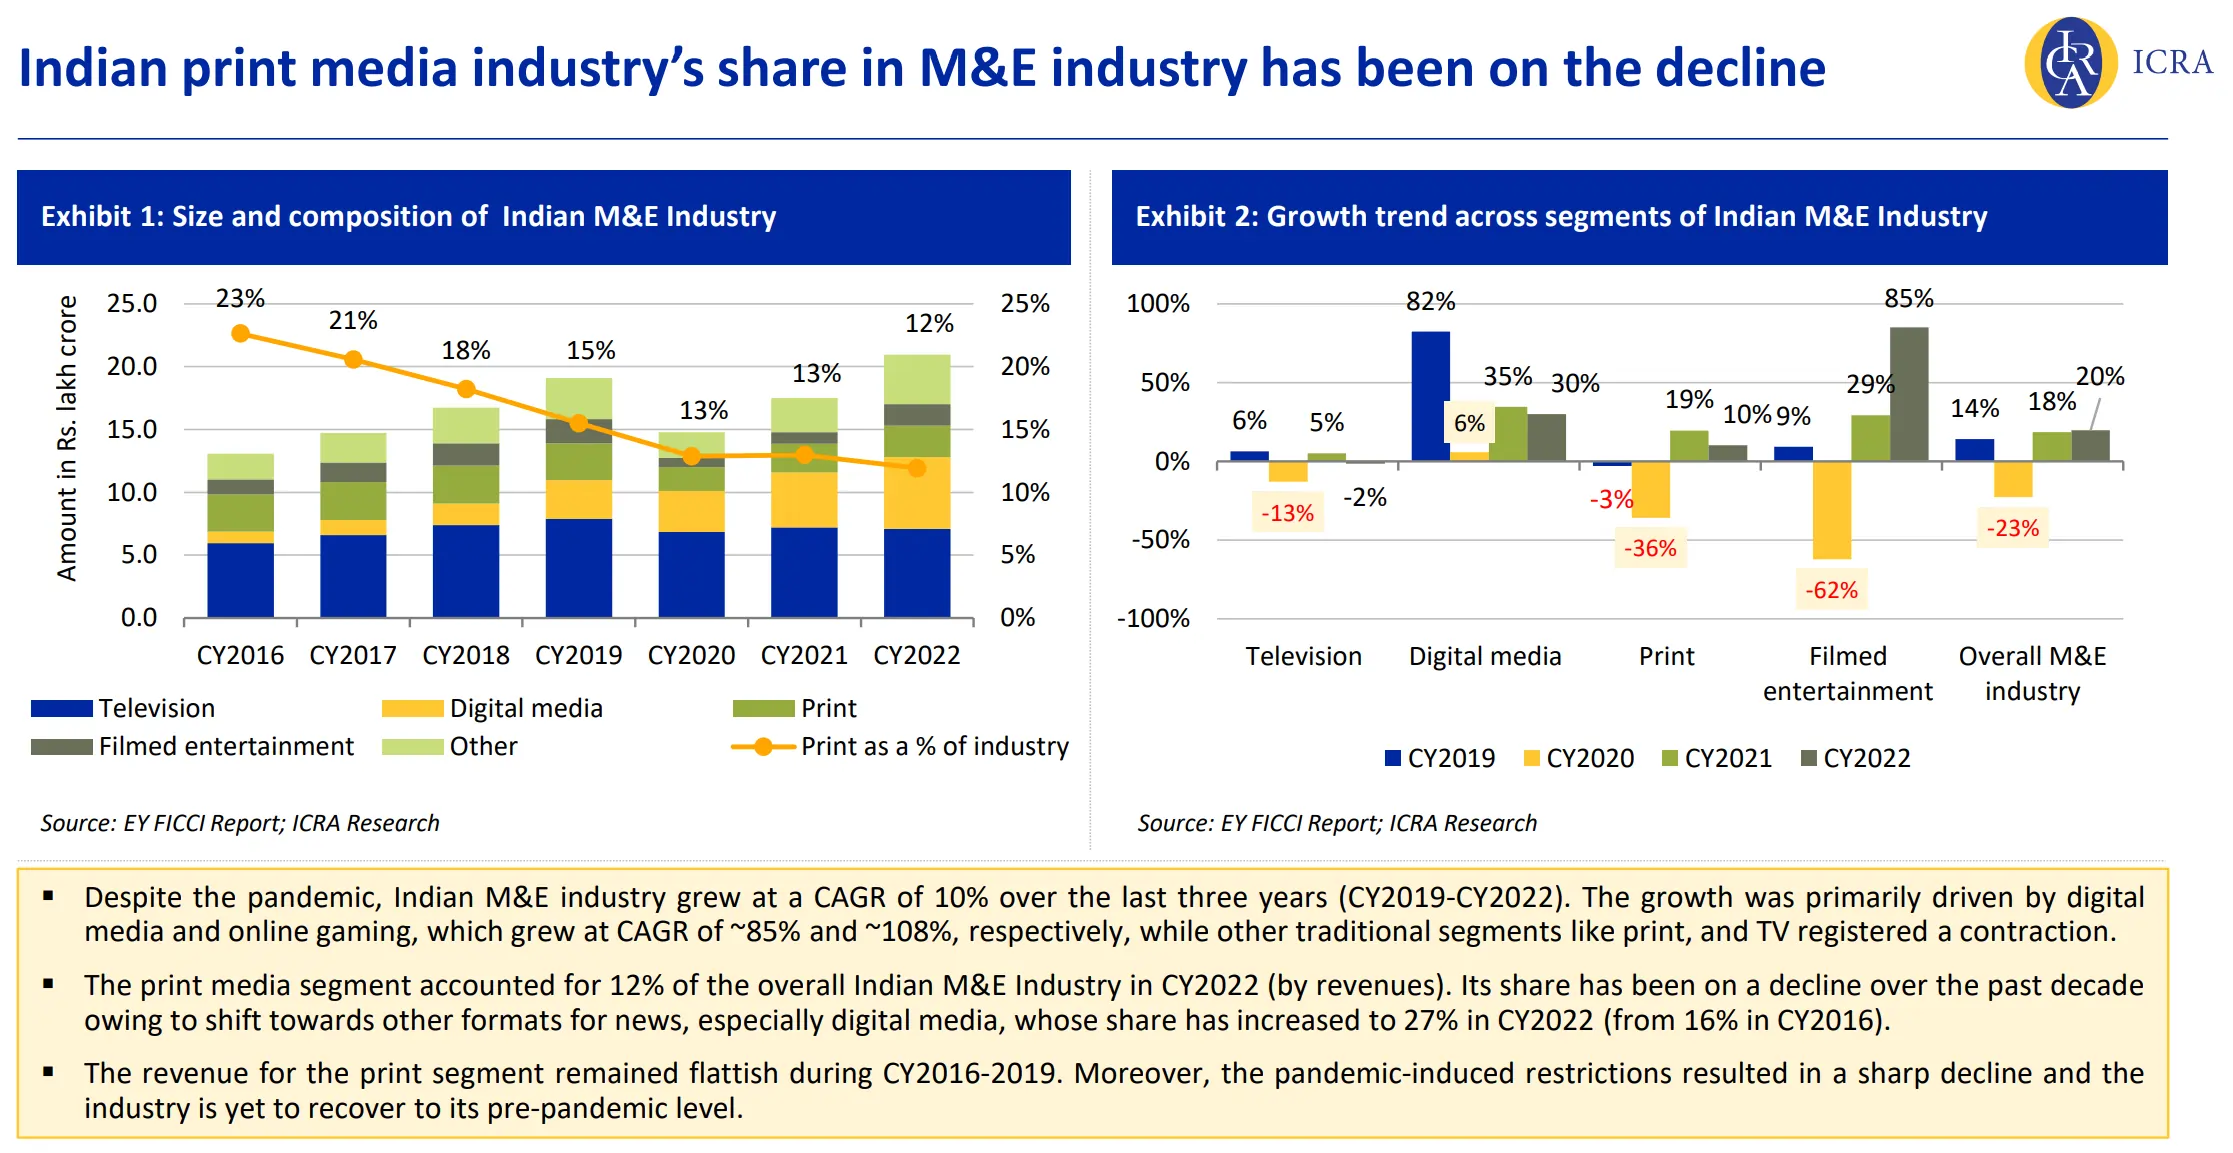 Indian print media industry's share in M&E industry has been on the decline
ICRA
ICRA
Exhibit 1: Size and composition of Indian M&E Industry
Amount in Rs. lakh crore
25.0
20.0
15.0
10.0
5.0
0.0
23%
21%
18%
15%
13%
13%
12%
25%
20%
15%
10%
5%
0%
CY2016 CY2017 CY2018 CY2019 CY2020 CY2021 CY2022
Television Digital media Print
Filmed entertainment Other Print as a % of industry
Source: EY FICCI Report; ICRA Research
Exhibit 2: Growth trend across segments of Indian M&E Industry
100%
50%
0%
-50%
-100%
6%
-13%
5%
-2%
82%
6%
35%
30%
-3%
-36%
19%
10%
9%
-62%
29%
85%
14%
-23%
18%
20%
Television Digital media Print Filmed Overall M&E
entertainment industry
CY2019 CY2020 CY2021 CY2022
Source: EY FICCI Report; ICRA Research
▪ Despite the pandemic, Indian M&E industry grew at a CAGR of 10% over the last three years (CY2019-CY2022). The growth was primarily driven by digital
media and online gaming, which grew at CAGR of ~85% and ~108%, respectively, while other traditional segments like print, and TV registered a contraction.
▪ The print media segment accounted for 12% of the overall Indian M&E Industry in CY2022 (by revenues). Its share has been on a decline over the past decade
owing to shift towards other formats for news, especially digital media, whose share has increased to 27% in CY2022 (from 16% in CY2016).
▪ The revenue for the print segment remained flattish during CY2016-2019. Moreover, the pandemic-induced restrictions resulted in a sharp decline and the
industry is yet to recover to its pre-pandemic level.